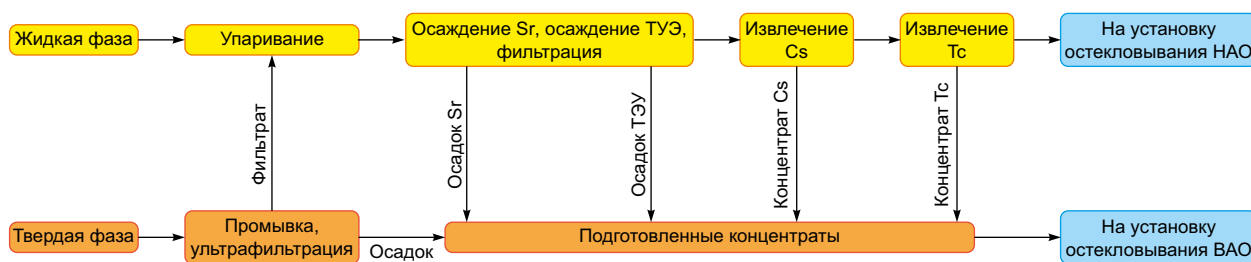 Жидкая фаза
Упаривание
Осаждение Sr, осаждение ТУЭ,
фильтрация
Извлечение
Cs
Извлечение
Tc
На установку
остекловывания НАО
Фильтрат
Осадок Sr
Осадок ТЭУ
Концентрат Cs
Концентрат Tc
Твердая фаза
Промывка,
ультрафильтрация
Осадок
Подготовленные концентраты
На установку
остекловывания ВАО